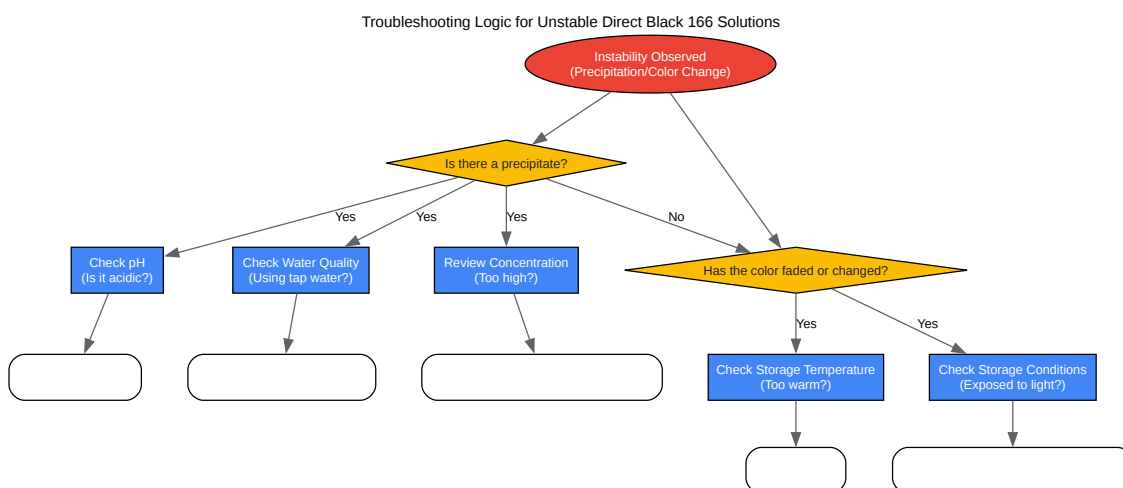 Troubleshooting Logic for Unstable Direct Black 166 Solutions
Instability Observed
(Precipitation/Color Change)
Is there a precipitate?
Yes
Yes
Yes
No
Check pH
(Is it acidic?)
Check Water Quality
(Using tap water?)
Review Concentration
(Too high?)
Has the color faded or changed?
Yes
Yes
Check Storage Temperature
(Too warm?)
Check Storage Conditions
(Exposed to light?)